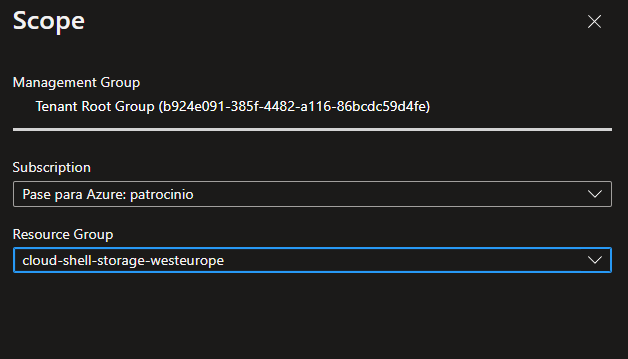 Scope
Management Group
Tenant Root Group (b924e091-385f-4482-a116-86bcdc59d4fe)
Subscription
Pase para Azure: patrocinio
Resource Group
cloud-shell-storage-westeurope